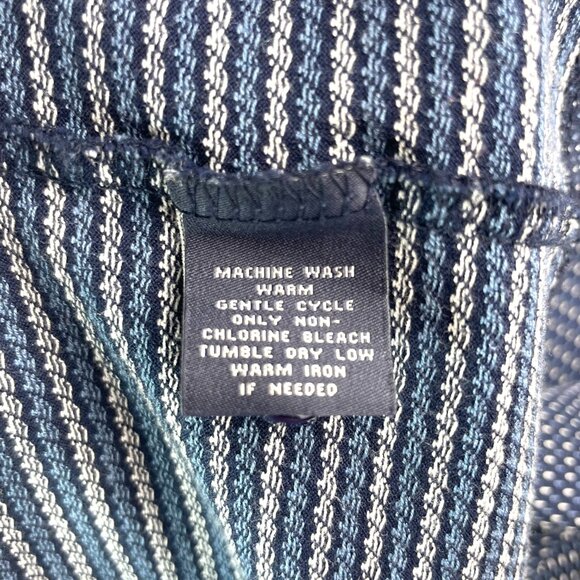 MACHINE WASH
WARM
GENTLE CYCLE
ONLY NON-
CHLORINE BLEACH
TUMBLE DRY LOW
WARM IRON
IF NEEDED